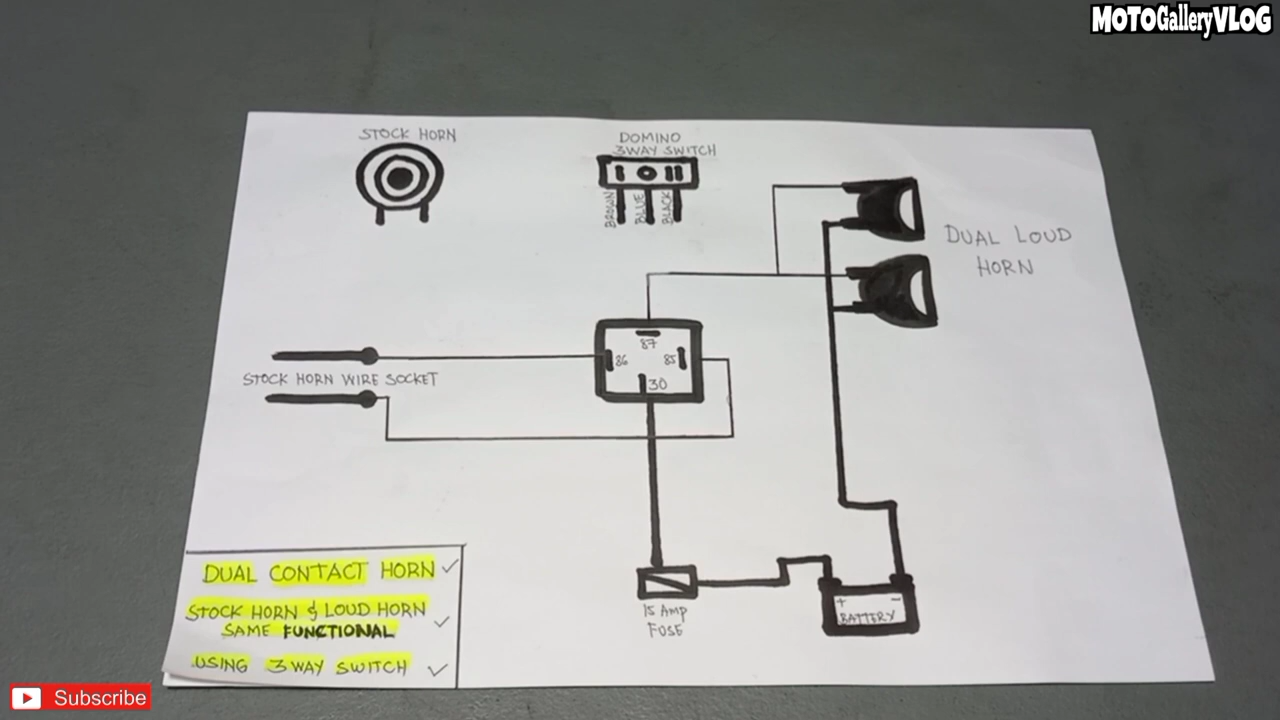 MOTOGalleryVLOG
STOCK HORN
DOMINO
3WAY SWITCH
BROWN
BLUE
BLACK
DUAL LOUD
HORN
87
86
85
30
STOCK HORN WIRE SOCKET
15 AMP
FUSE
+
-
BATTERY
DUAL CONTACT HORN
STOCK HORN & LOUD HORN
SAME FUNCTIONAL
USING 3 WAY SWITCH
Subscribe